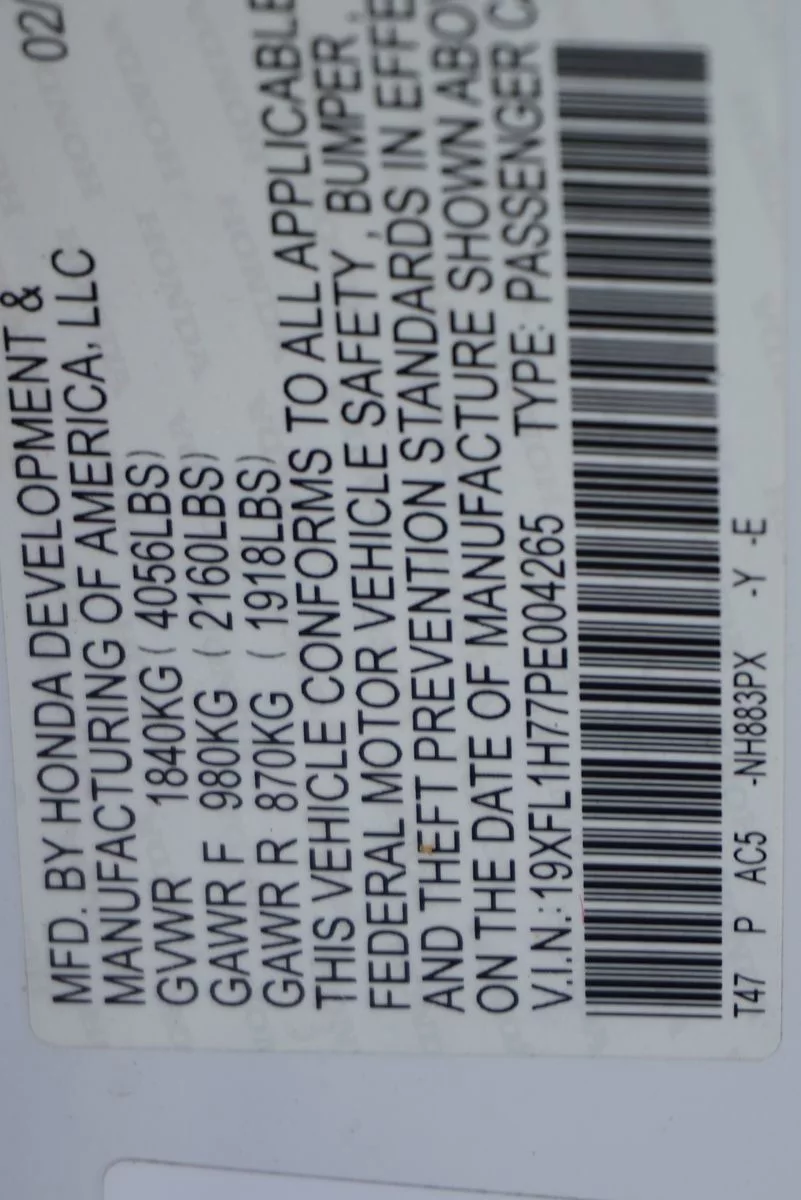 02/
MFD. BY HONDA DEVELOPMENT &
MANUFACTURING OF AMERICA, LLC
GVWR 1840KG ( 4056LBS)
GAWR F 980KG ( 2160LBS)
GAWR R 870KG ( 1918LBS)
THIS VEHICLE CONFORMS TO ALL APPLICABLE
FEDERAL MOTOR VEHICLE SAFETY , BUMPER ,
AND THEFT PREVENTION STANDARDS IN EFFE
ON THE DATE OF MANUFACTURE SHOWN ABO
V.I.N.: 19XFL1H77PE004265 TYPE: PASSENGER C
T47 P AC5 -NH883PX -Y -E